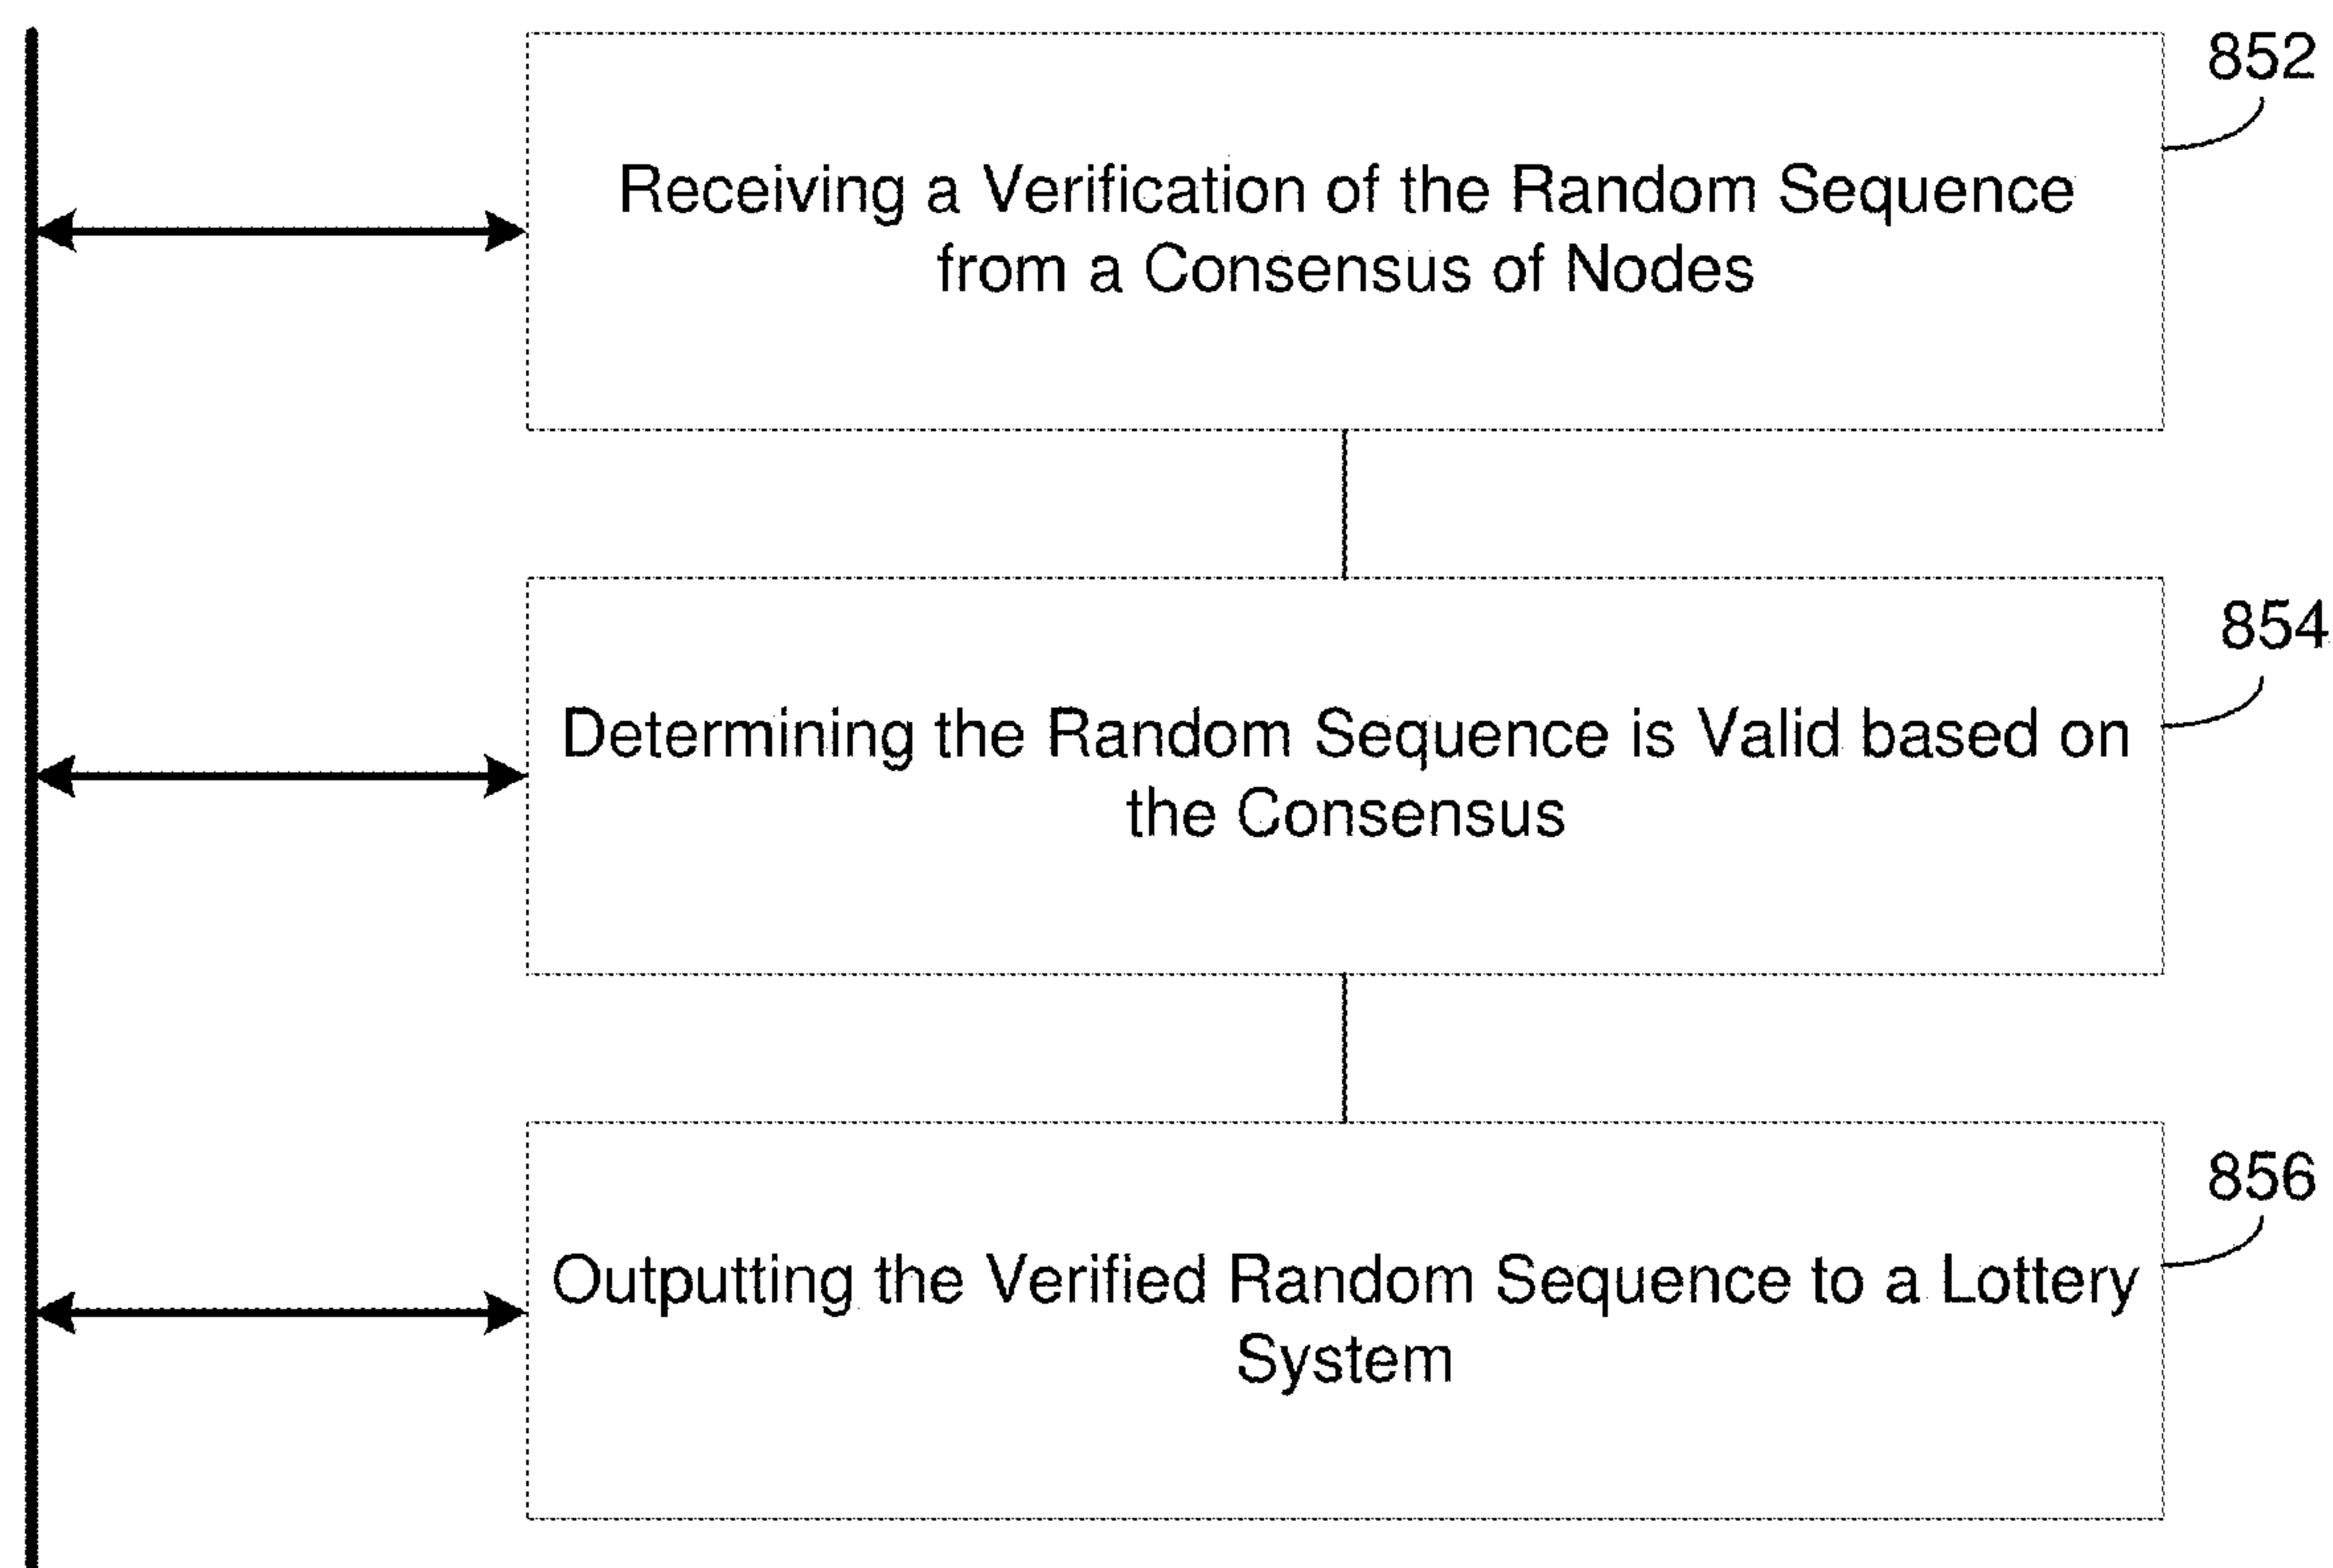 852
Receiving a Verification of the Random Sequence
from a Consensus of Nodes
854
Determining the Random Sequence is Valid based on
the Consensus
856
Outputting the Verified Random Sequence to a Lottery
System